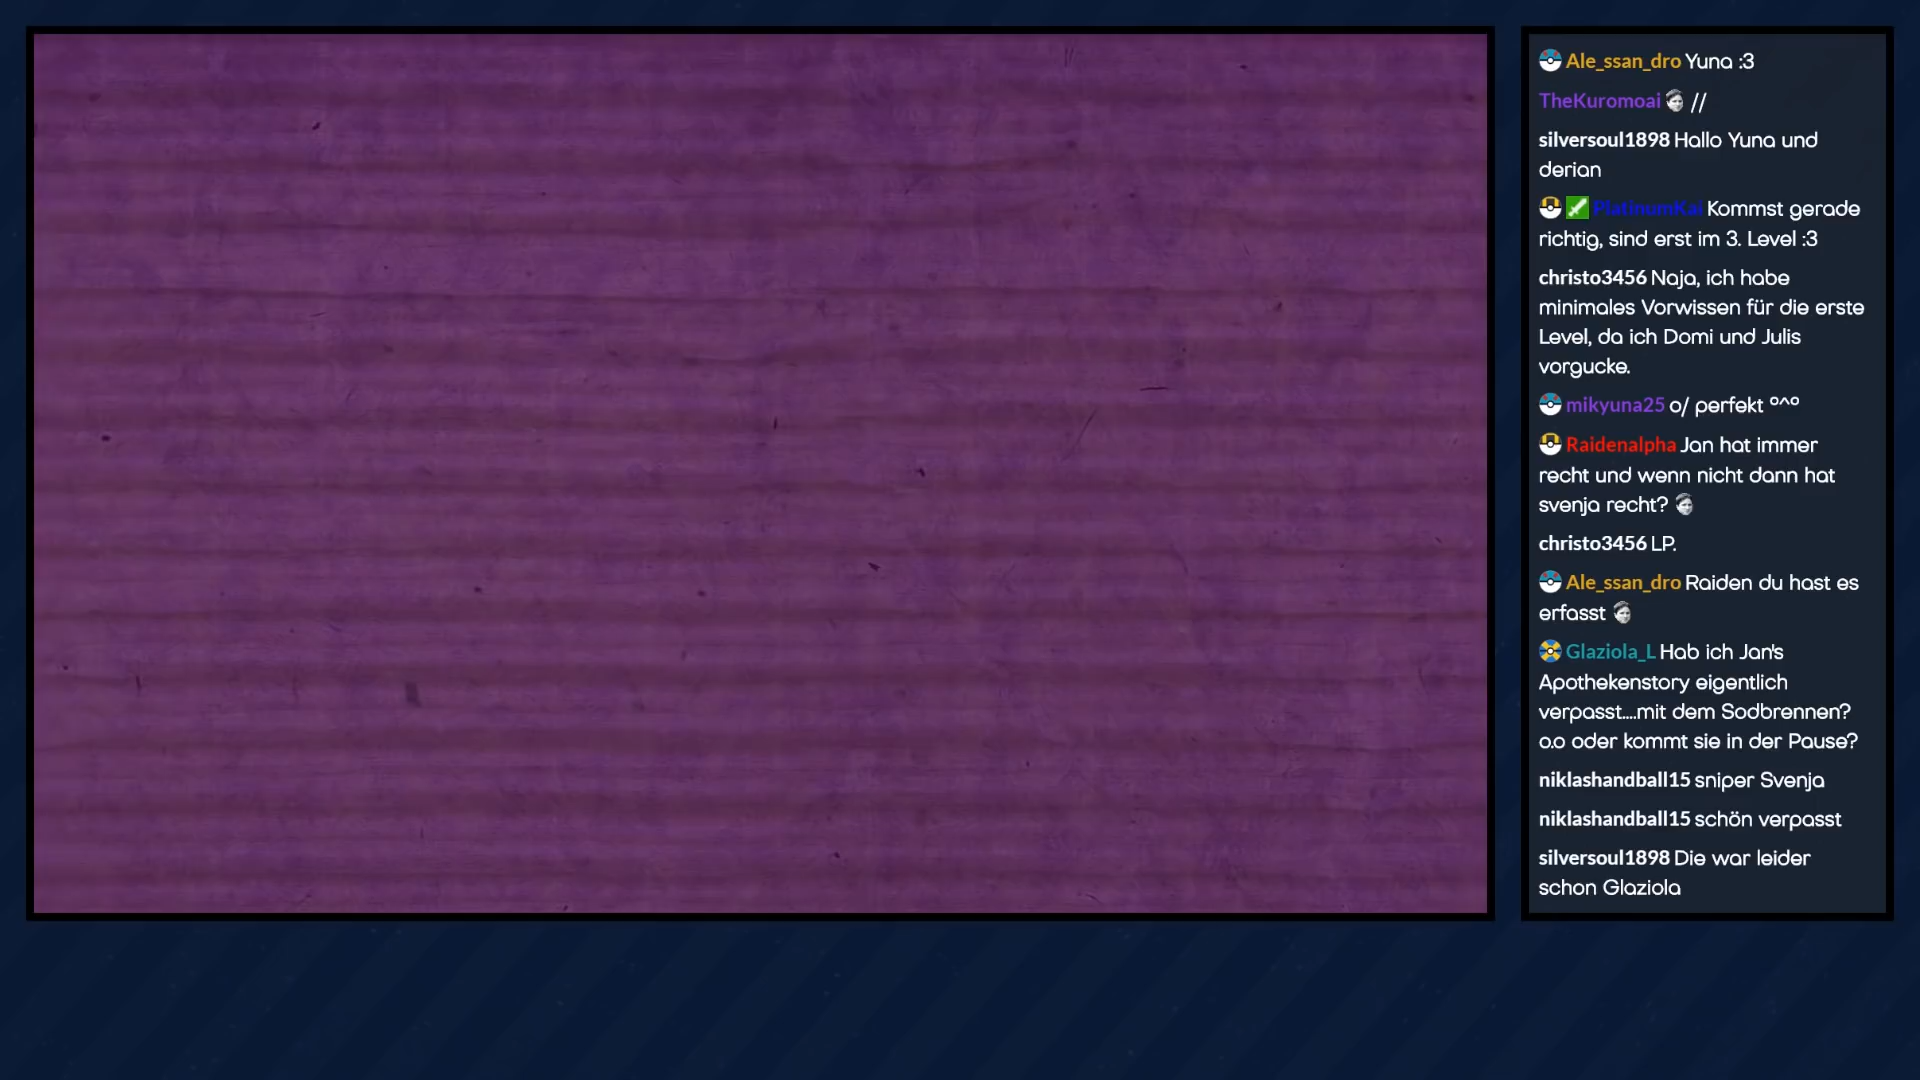 Ale_ssan_dro Yuna :3
TheKuromoai //
silversoul1898 Hallo Yuna und
derian
PlatinumKai Kommst gerade
richtig, sind erst im 3. Level :3
christo3456 Naja, ich habe
minimales Vorwissen für die erste
Level, da ich Domi und Julis
vorgucke.
mikyuna25 o/ perfekt °^°
Raidenalpha Jan hat immer
recht und wenn nicht dann hat
svenja recht?
christo3456 LP.
Ale_ssan_dro Raiden du hast es
erfasst
Glaziola_L Hab ich Jan's
Apothekenstory eigentlich
verpasst....mit dem Sodbrennen?
o.o oder kommt sie in der Pause?
niklashandball15 sniper Svenja
niklashandball15 schön verpasst
silversoul1898 Die war leider
schon Glaziola